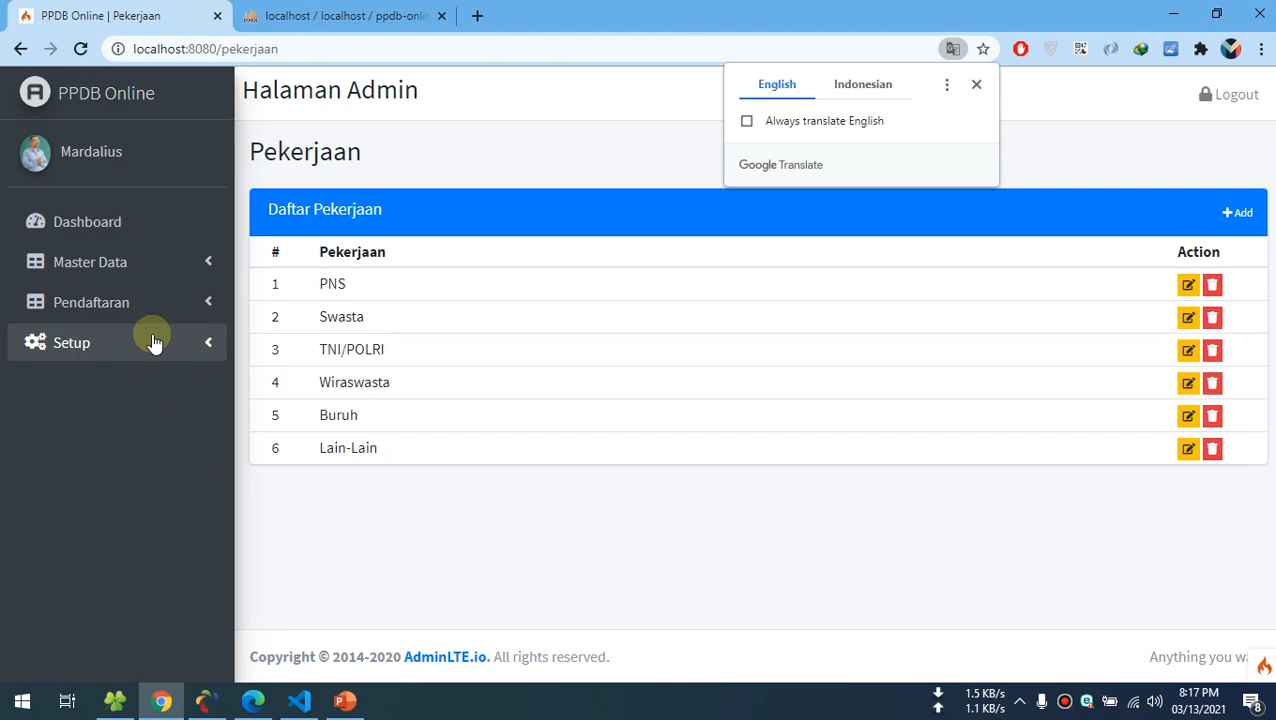 PPDB Online | Pekerjaan
localhost / localhost / ppdb-onlin
localhost:8080/pekerjaan
English
Indonesian
Always translate English
Google Translate
PPDB Online
Mardalius
Dashboard
Master Data
Pendaftaran
Setup
Halaman Admin
Logout
Pekerjaan
Daftar Pekerjaan
Add
# Pekerjaan Action
1 PNS
2 Swasta
3 TNI/POLRI
4 Wiraswasta
5 Buruh
6 Lain-Lain
Copyright © 2014-2020 AdminLTE.io. All rights reserved.
Anything you wa
1.5 KB/s
1.1 KB/s
8:17 PM
03/13/2021
8